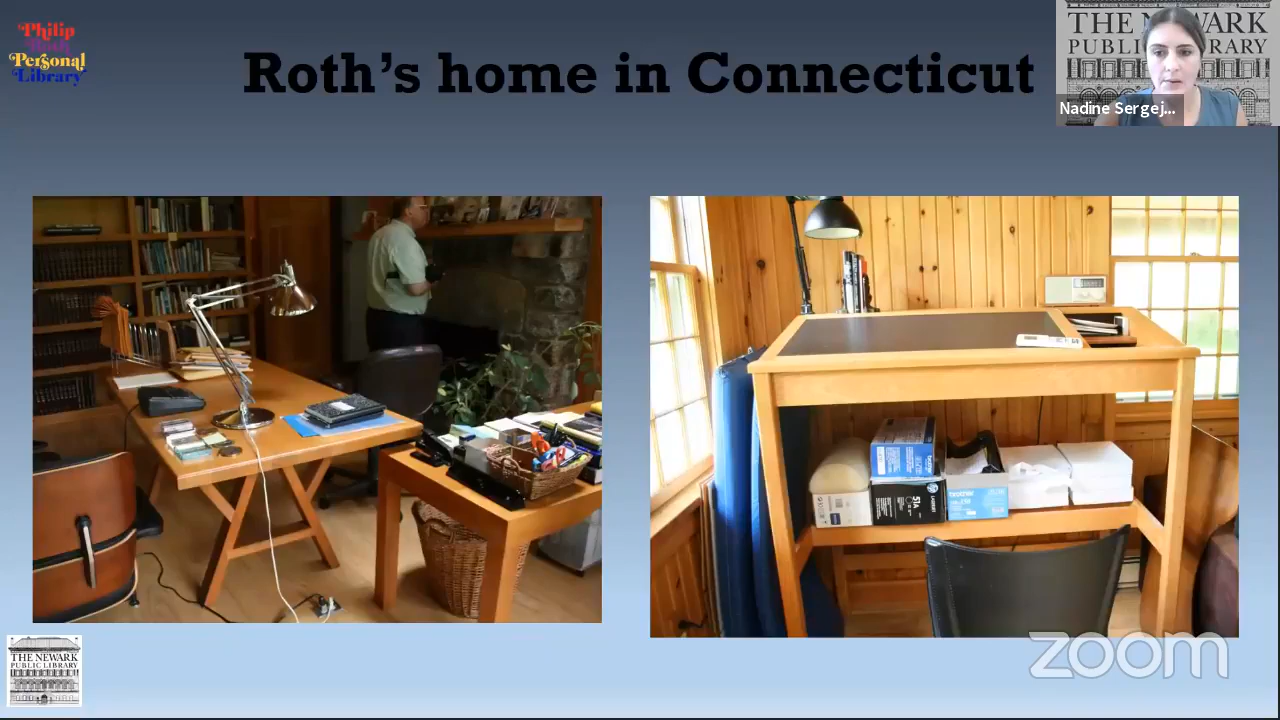 Philip
Roth
Personal
Library
Roth's home in Connecticut
THE NEWARK
PUBLIC LIBRARY
Nadine Sergej...
51A
THE NEWARK
PUBLIC LIBRARY
zoom